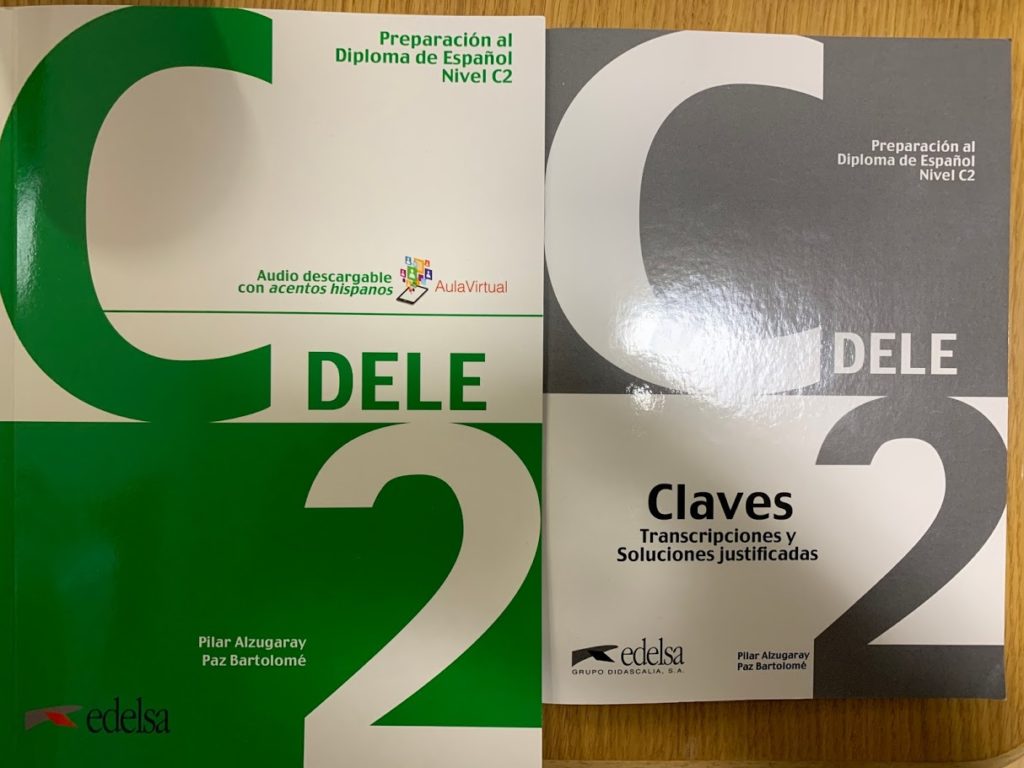 C
Preparación al
Diploma de Español
Nivel C2
Audio descargable
con acentos hispanos
AulaVirtual
DELE
2
Pilar Alzugaray
Paz Bartolomé
edelsa
C
Preparación al
Diploma de Español
Nivel C2
DELE
2
Claves
Transcripciones y
Soluciones justificadas
edelsa
GRUPO DIDASCALIA, S.A.
Pilar Alzugaray
Paz Bartolomé